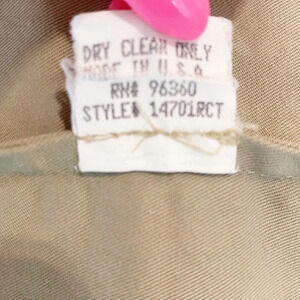 DRY CLEAN ONLY
MADE IN U.S.A.
RN# 96360
STYLE# 14701RCT